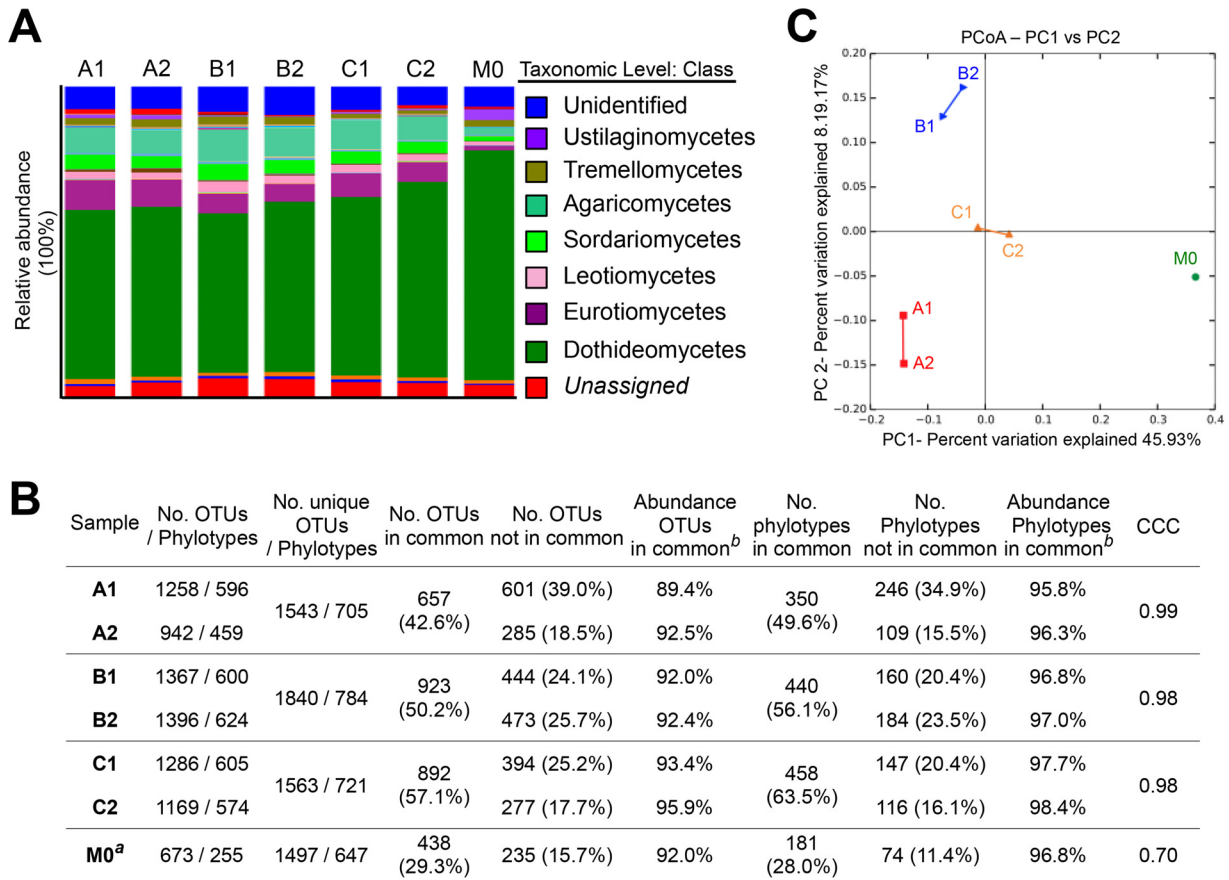 A
A1 A2 B1 B2 C1 C2 M0
Relative abundance
(100%)
Taxonomic Level: Class
Unidentified
Ustilaginomycetes
Tremellomycetes
Agaricomycetes
Sordariomycetes
Leotiomycetes
Eurotiomycetes
Dothideomycetes
Unassigned
C
PCoA – PC1 vs PC2
PC 2- Percent variation explained 8.19.17%
0.20
0.15
0.10
0.05
0.00
−0.05
−0.10
−0.15
−0.20
B2
B1
C1
C2
M0
A1
A2
−0.2 −0.1 0.0 0.1 0.2 0.3 0.4
PC1- Percent variation explained 45.93%
B
Sample
No. OTUs
/ Phylotypes
No. unique
OTUs
/ Phylotypes
No. OTUs
in common
No. OTUs
not in common
Abundance
OTUs
in common b
No.
phylotypes
in common
No.
Phylotypes
not in common
Abundance
Phylotypes
in common b
CCC
A1 1258 / 596 601 (39.0%) 89.4% 246 (34.9%) 95.8%
1543 / 705 657 (42.6%) 350 (49.6%) 0.99
A2 942 / 459 285 (18.5%) 92.5% 109 (15.5%) 96.3%
B1 1367 / 600 444 (24.1%) 92.0% 160 (20.4%) 96.8%
1840 / 784 923 (50.2%) 440 (56.1%) 0.98
B2 1396 / 624 473 (25.7%) 92.4% 184 (23.5%) 97.0%
C1 1286 / 605 394 (25.2%) 93.4% 147 (20.4%) 97.7%
1563 / 721 892 (57.1%) 458 (63.5%) 0.98
C2 1169 / 574 277 (17.7%) 95.9% 116 (16.1%) 98.4%
M0 a 673 / 255 1497 / 647 438 (29.3%) 235 (15.7%) 92.0% 181 (28.0%) 74 (11.4%) 96.8% 0.70